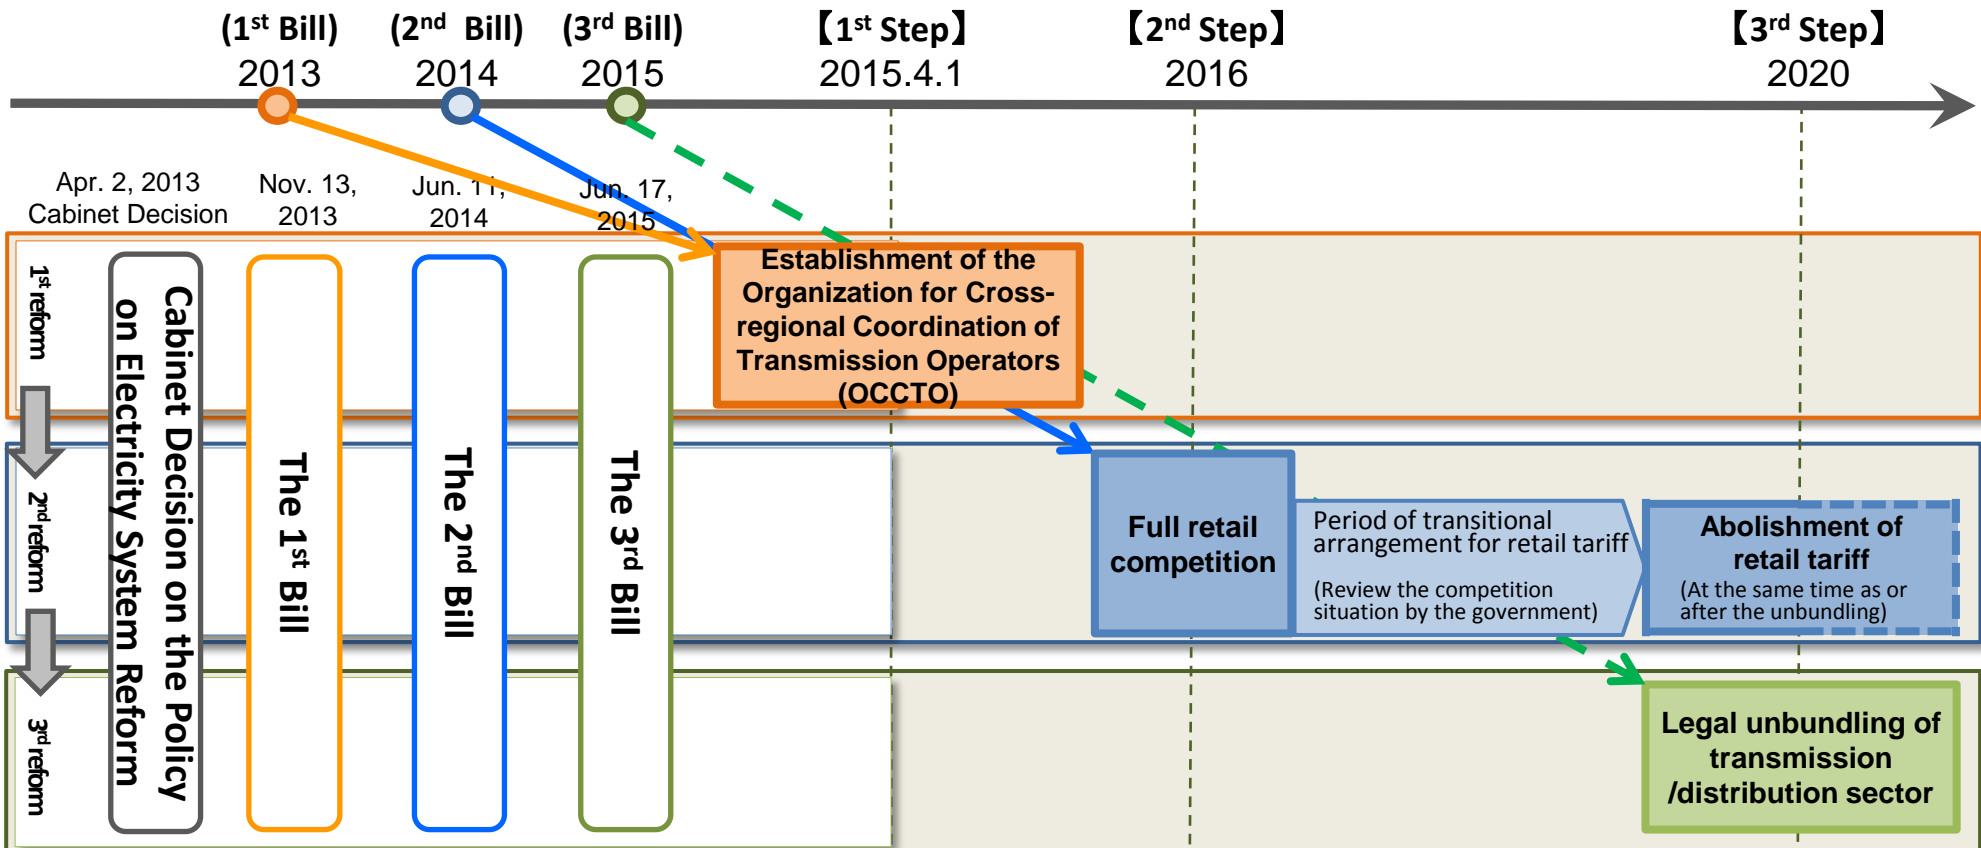 (1st Bill)
2013
(2nd Bill)
2014
(3rd Bill)
2015
【1st Step】
2015.4.1
【2nd Step】
2016
【3rd Step】
2020
Apr. 2, 2013
Cabinet Decision
Nov. 13,
2013
Jun. 11,
2014
Jun. 17,
2015
1st reform
2nd reform
3rd reform
Cabinet Decision on the Policy
on Electricity System Reform
The 1st Bill
The 2nd Bill
The 3rd Bill
Establishment of the
Organization for Cross-
regional Coordination of
Transmission Operators
(OCCTO)
Full retail
competition
Period of transitional
arrangement for retail tariff
(Review the competition
situation by the government)
Abolishment of
retail tariff
(At the same time as or
after the unbundling)
Legal unbundling of
transmission
/distribution sector